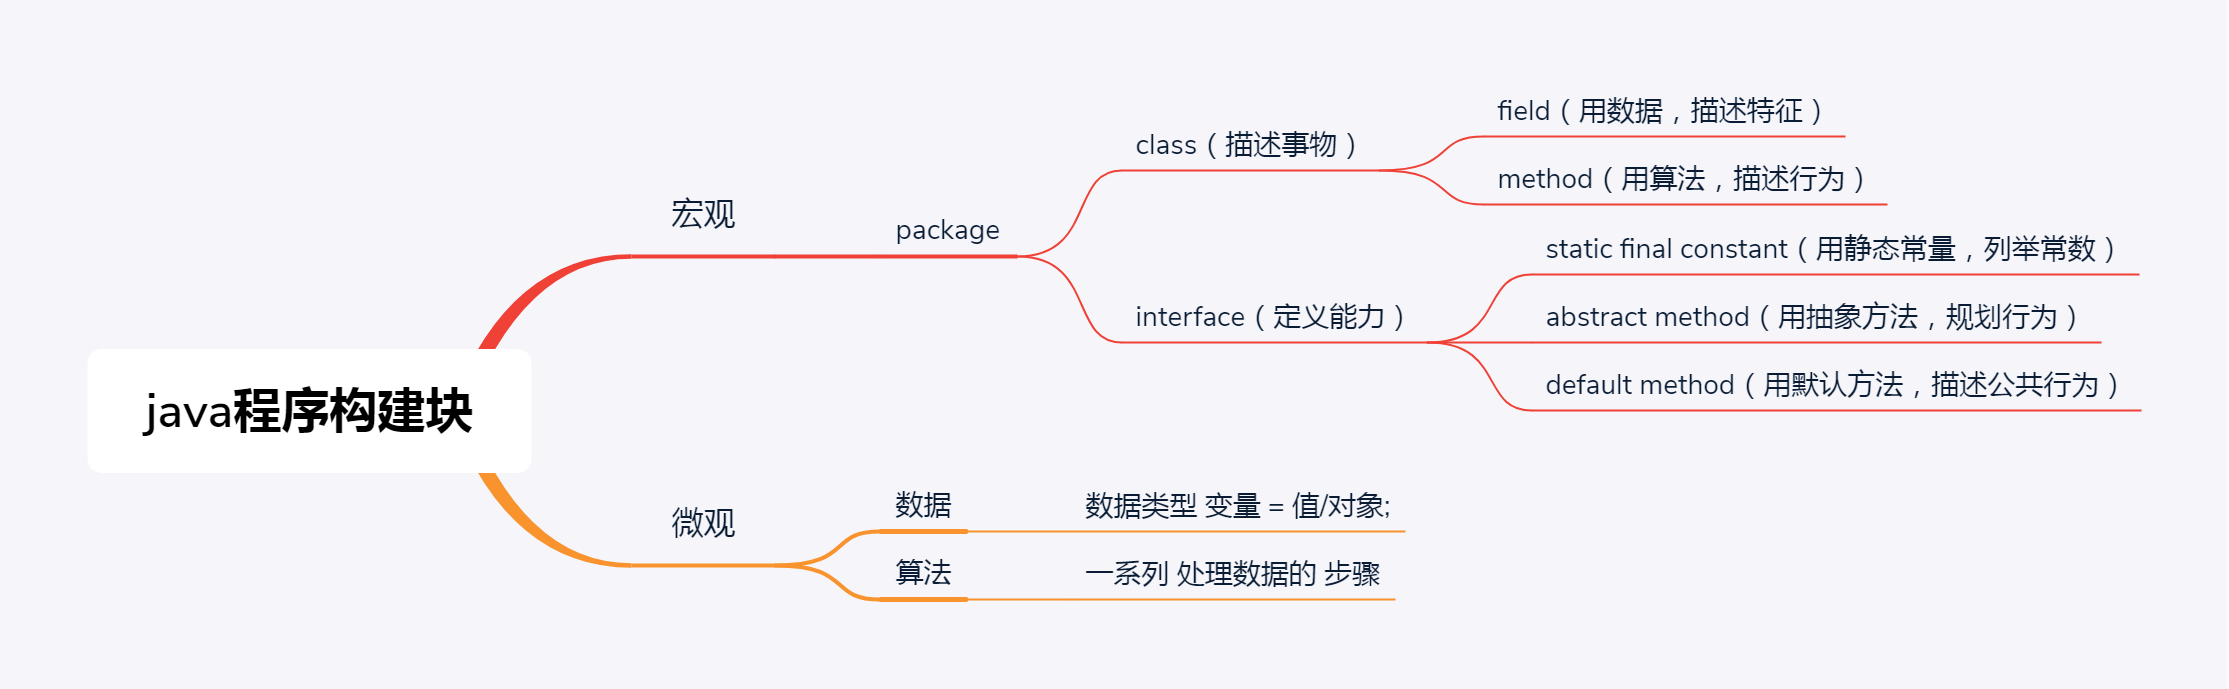 java程序构建块
宏观
package
class（描述事物）
field（用数据，描述特征）
method（用算法，描述行为）
interface（定义能力）
static final constant（用静态常量，列举常数）
abstract method（用抽象方法，规划行为）
default method（用默认方法，描述公共行为）
微观
数据
数据类型 变量 = 值/对象;
算法
一系列 处理数据的 步骤